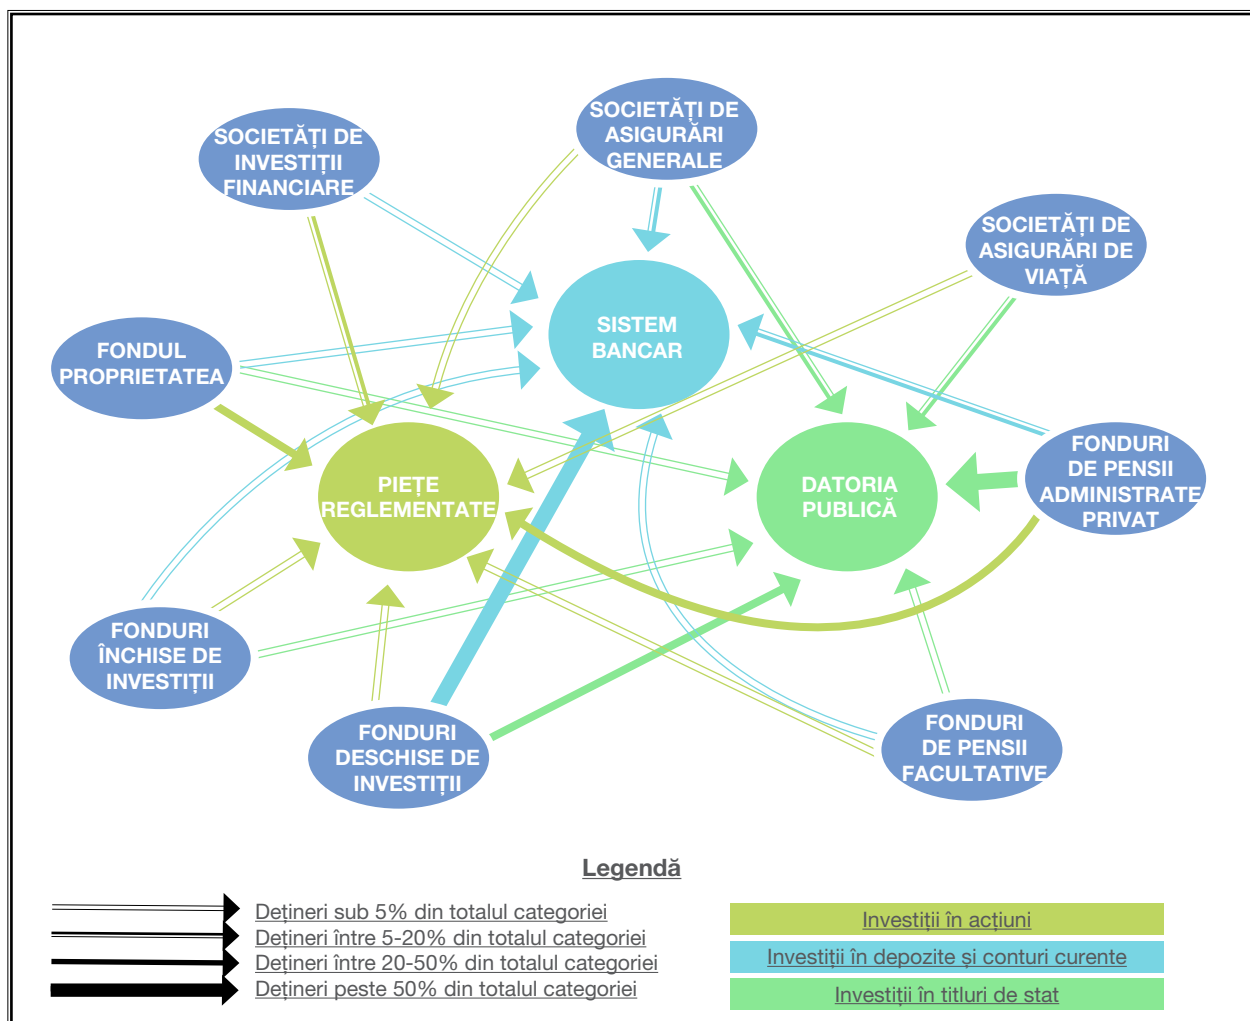 SOCIETĂȚI DE
INVESTIȚII
FINANCIARE
SOCIETĂȚI DE
ASIGURĂRI
GENERALE
SOCIETĂȚI DE
ASIGURĂRI DE
VIAȚĂ
SISTEM
BANCAR
FONDUL
PROPRIETATEA
PIEȚE
REGLEMENTATE
DATORIA
PUBLICĂ
FONDURI
DE PENSII
ADMINISTRATE
PRIVAT
FONDURI
ÎNCHISE DE
INVESTIȚII
FONDURI
DESCHISE DE
INVESTIȚII
FONDURI
DE PENSII
FACULTATIVE
Legendă
Dețineri sub 5% din totalul categoriei
Dețineri între 5-20% din totalul categoriei
Dețineri între 20-50% din totalul categoriei
Dețineri peste 50% din totalul categoriei
Investiții în acțiuni
Investiții în depozite și conturi curente
Investiții în titluri de stat